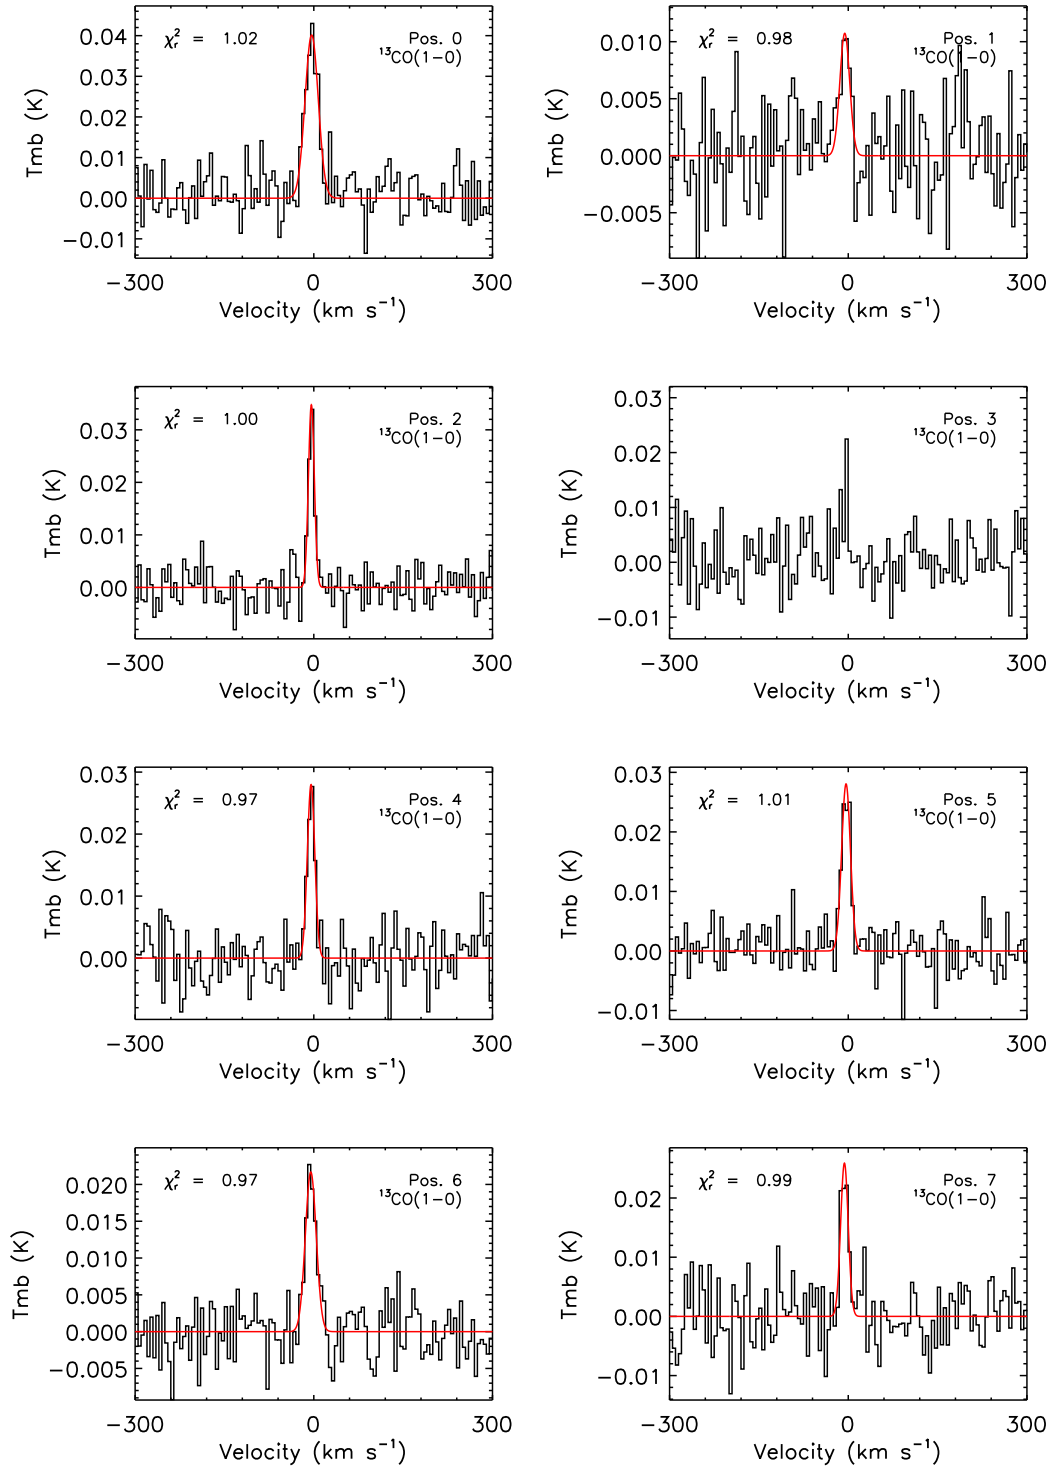 χ²ᵣ = 1.02
Pos. 0
¹³CO(1−0)
0.04
0.03
0.02
0.01
0.00
−0.01
Tmb (K)
−300
0
300
Velocity (km s⁻¹)
χ²ᵣ = 0.98
Pos. 1
¹³CO(1−0)
0.010
0.005
0.000
−0.005
Tmb (K)
−300
0
300
Velocity (km s⁻¹)
χ²ᵣ = 1.00
Pos. 2
¹³CO(1−0)
0.03
0.02
0.01
0.00
Tmb (K)
−300
0
300
Velocity (km s⁻¹)
Pos. 3
¹³CO(1−0)
0.03
0.02
0.01
0.00
−0.01
Tmb (K)
−300
0
300
Velocity (km s⁻¹)
χ²ᵣ = 0.97
Pos. 4
¹³CO(1−0)
0.03
0.02
0.01
0.00
Tmb (K)
−300
0
300
Velocity (km s⁻¹)
χ²ᵣ = 1.01
Pos. 5
¹³CO(1−0)
0.03
0.02
0.01
0.00
−0.01
Tmb (K)
−300
0
300
Velocity (km s⁻¹)
χ²ᵣ = 0.97
Pos. 6
¹³CO(1−0)
0.020
0.015
0.010
0.005
0.000
−0.005
Tmb (K)
−300
0
300
Velocity (km s⁻¹)
χ²ᵣ = 0.99
Pos. 7
¹³CO(1−0)
0.02
0.01
0.00
−0.01
Tmb (K)
−300
0
300
Velocity (km s⁻¹)